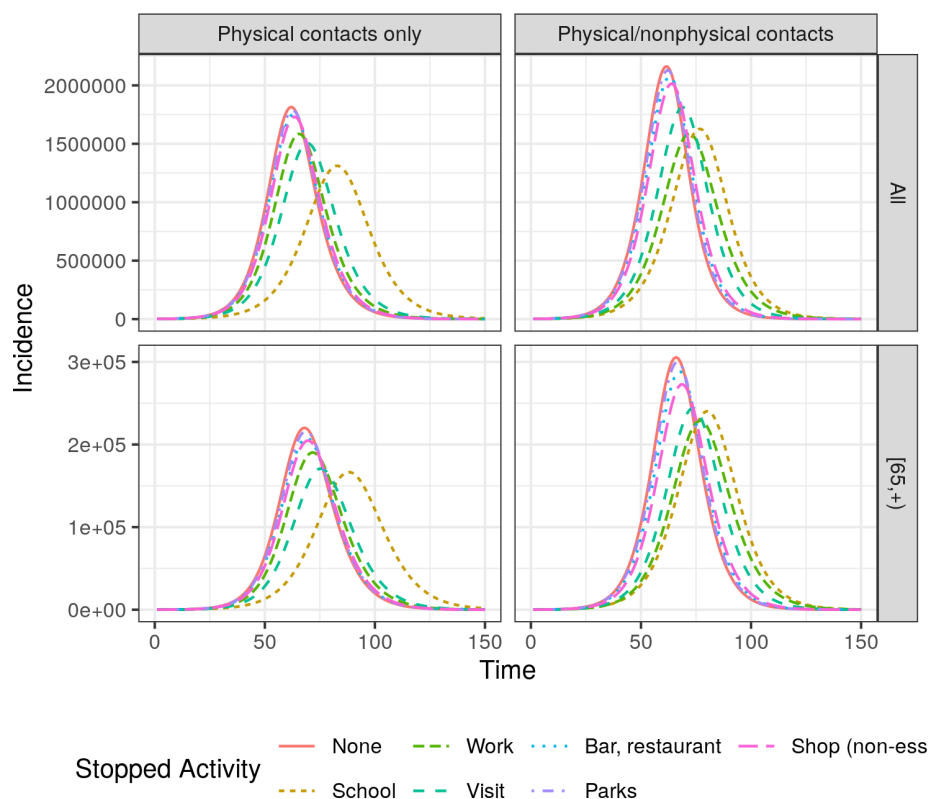 Physical contacts only
Physical/nonphysical contacts
2000000
1500000
1000000
500000
0
All
3e+05
2e+05
1e+05
0e+00
[65,+)
Incidence
0 50 100 150
0 50 100 150
Time
Stopped Activity
None Work Bar, restaurant Shop (non-ess
School Visit Parks